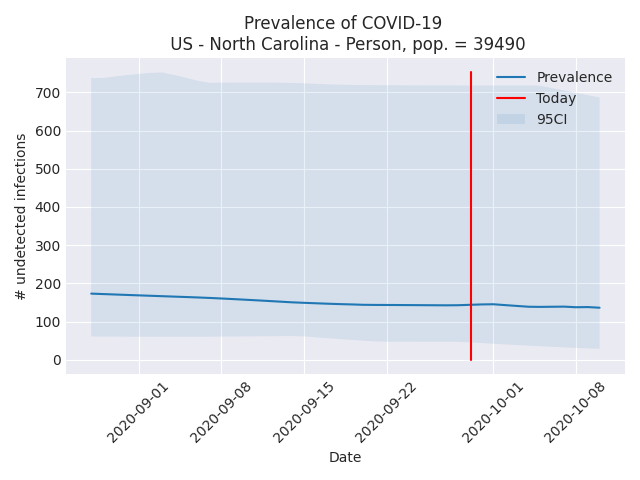 Prevalence of COVID-19
US - North Carolina - Person, pop. = 39490
Prevalence
Today
95CI
# undetected infections
700
600
500
400
300
200
100
0
2020-09-01
2020-09-08
2020-09-15
2020-09-22
2020-10-01
2020-10-08
Date